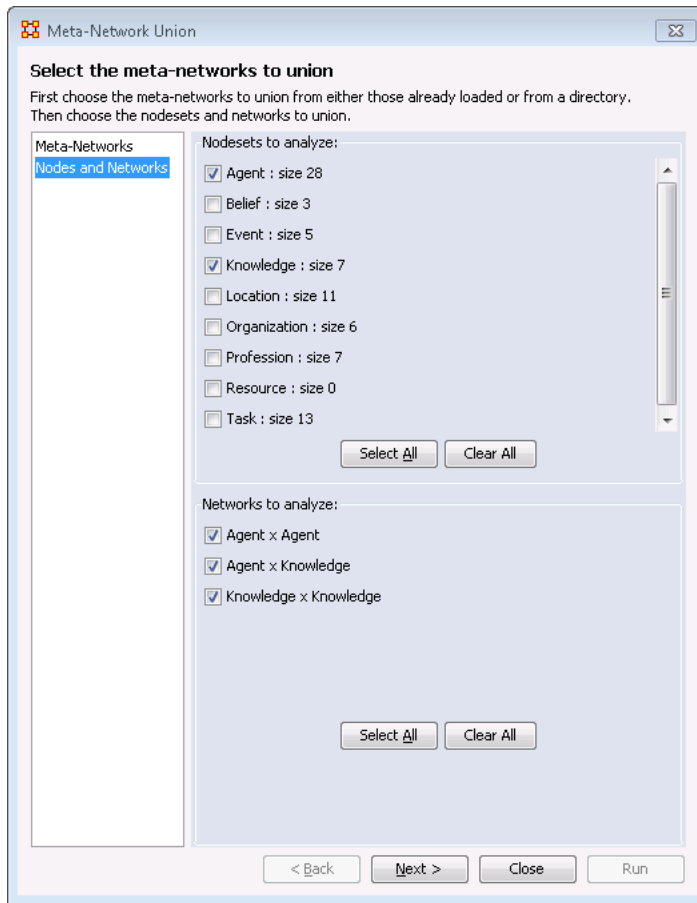 Meta-Network Union
Select the meta-networks to union
First choose the meta-networks to union from either those already loaded or from a directory.
Then choose the nodesets and networks to union.
Meta-Networks
Nodes and Networks
Nodesets to analyze:
Agent : size 28
Belief : size 3
Event : size 5
Knowledge : size 7
Location : size 11
Organization : size 6
Profession : size 7
Resource : size 0
Task : size 13
Select All
Clear All
Networks to analyze:
Agent x Agent
Agent x Knowledge
Knowledge x Knowledge
Select All
Clear All
< Back
Next >
Close
Run